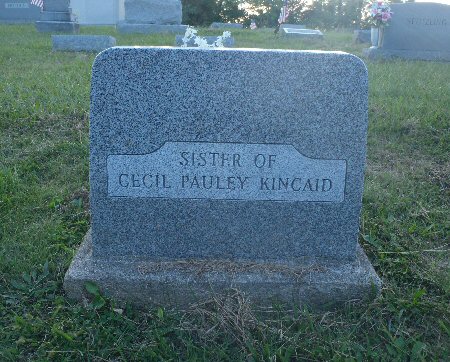 SISTER OF
CECIL PAULEY KINCAID